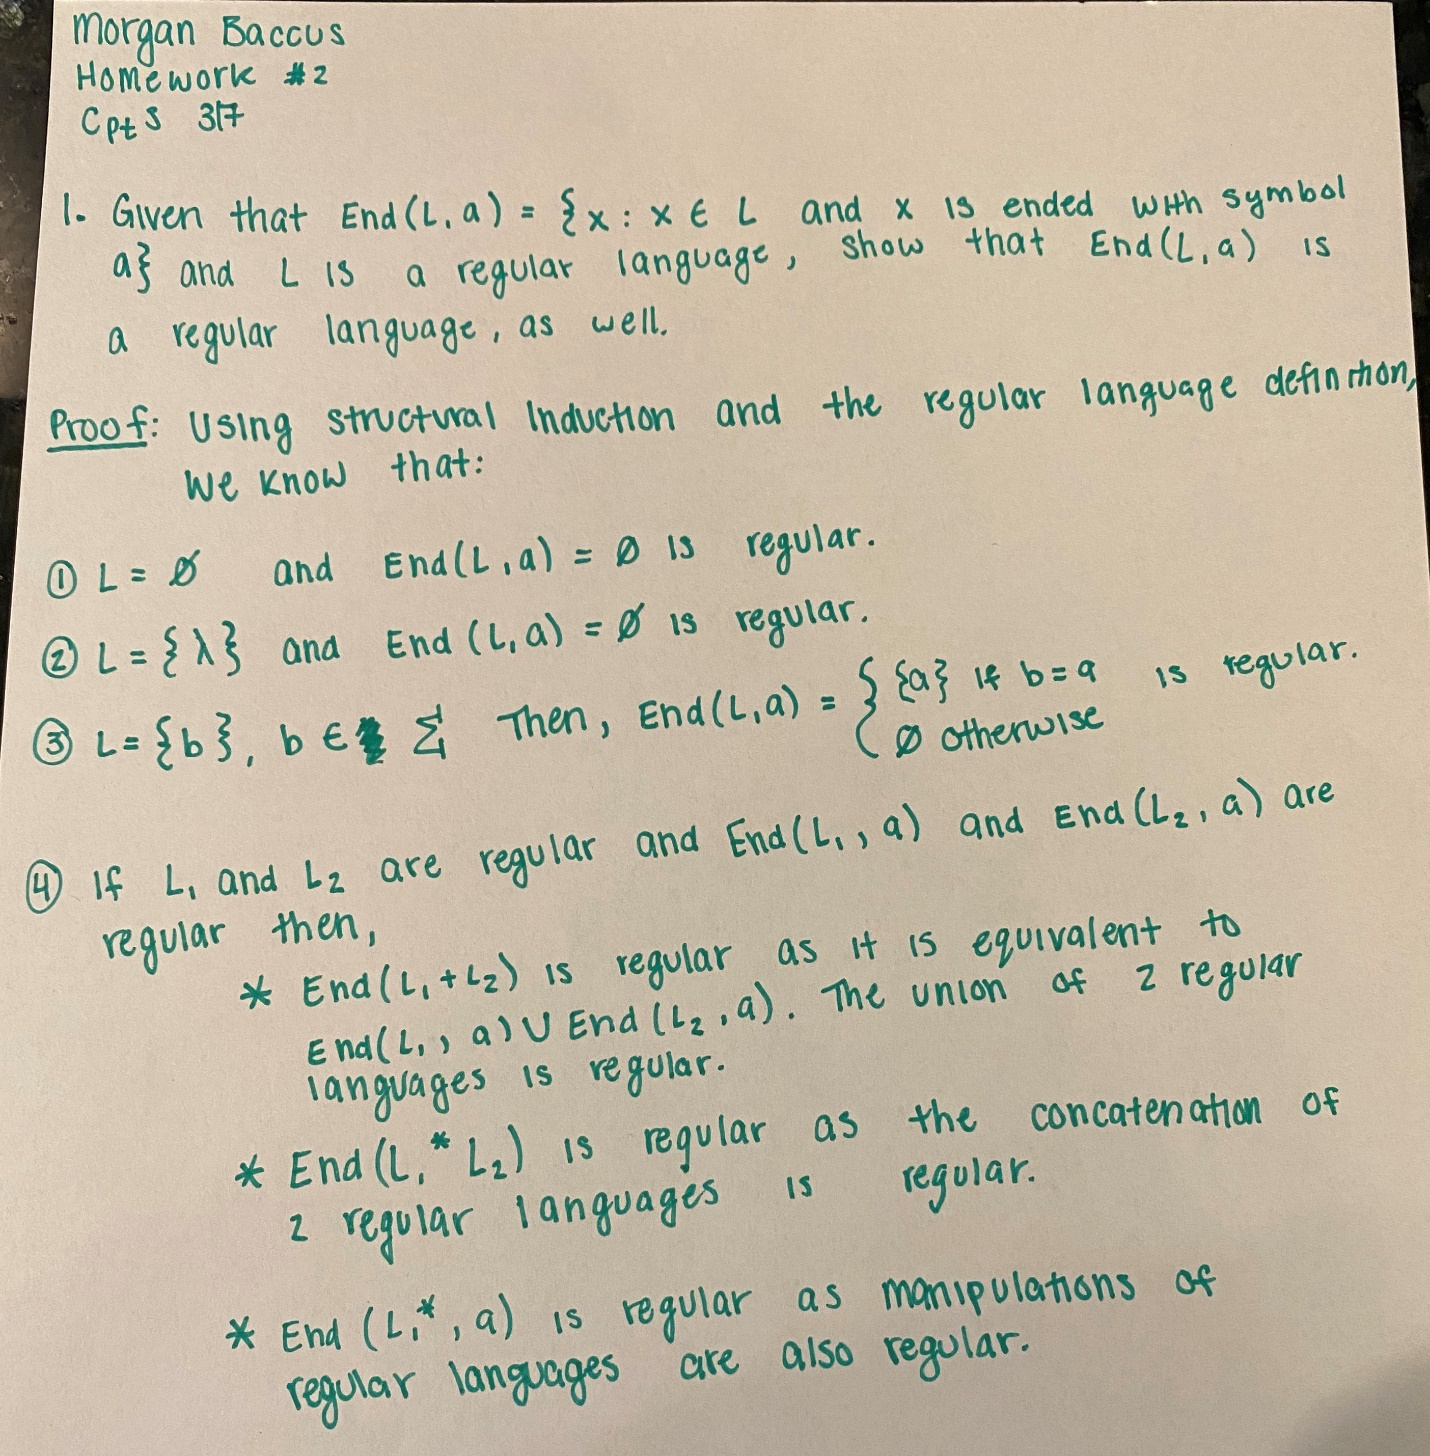 Morgan Baccus
Homework #2
CptS 317
1. Given that End(L,a) = {x : x ∈ L and x is ended with symbol
a} and L is a regular language, show that End(L,a) is
a regular language, as well.
Proof: Using structural Induction and the regular language definition,
we know that:
① L = ∅ and End(L,a) = ∅ is regular.
② L = {λ} and End(L,a) = ∅ is regular.
③ L = {b}, b ∈ Σ Then, End(L,a) = { {a} if b=a is regular.
∅ otherwise
④ If L₁ and L₂ are regular and End(L₁, a) and End(L₂, a) are
regular then,
* End(L₁+L₂) is regular as it is equivalent to
End(L₁, a) ∪ End(L₂, a). The union of 2 regular
languages is regular.
* End(L₁* L₂) is regular as the concatenation of
2 regular languages is regular.
* End (L₁*, a) is regular as manipulations of
regular languages are also regular.